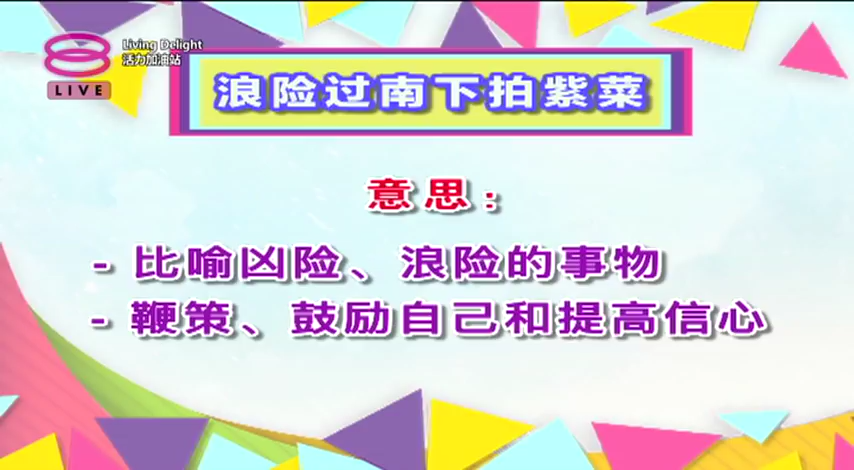 Living Delight
活力加油站
LIVE
浪险过南下拍紫菜
意思：
- 比喻凶险、浪险的事物
- 鞭策、鼓励自己和提高信心